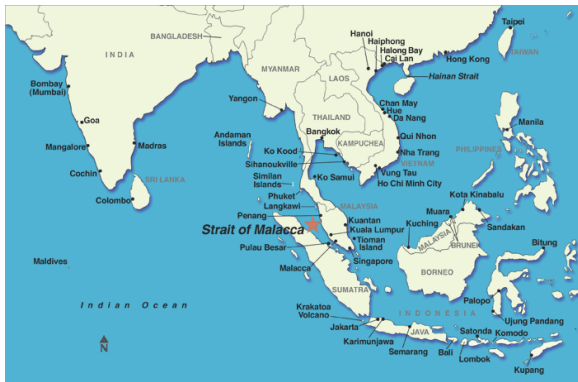 Taipei
TAIWAN
Hanoi
Haiphong
Halong Bay
Cai Lan
BANGLADESH
INDIA
Hong Kong
MYANMAR
LAOS
Hainan Strait
Bombay
(Mumbai)
Yangon
Chan May
Hue
Da Nang
THAILAND
Goa
Manila
Bangkok
Andaman
Islands
Qui Nhon
KAMPUCHEA
Mangalore
Madras
Ko Kood
PHILIPPINES
Nha Trang
Sihanoukville
VIETNAM
Cochin
Similan
Islands
Ko Samui
Vung Tau
SRI LANKA
Ho Chi Minh City
Phuket
Kota Kinabalu
Colombo
Langkawi
MALAYSIA
Penang
Muara
Kuantan
Kuching
Sandakan
Strait of Malacca
Kuala Lumpur
Tioman
Island
MALAYSIA
BRUNEI
Bitung
Pulau Besar
Singapore
Maldives
Malacca
BORNEO
SUMATRA
Palopo
Indian Ocean
Krakatoa
Volcano
INDONESIA
Ujung Pandang
Jakarta
JAVA
Satonda
Komodo
Karimunjawa
N
Semarang
Bali
Lombok
Kupang